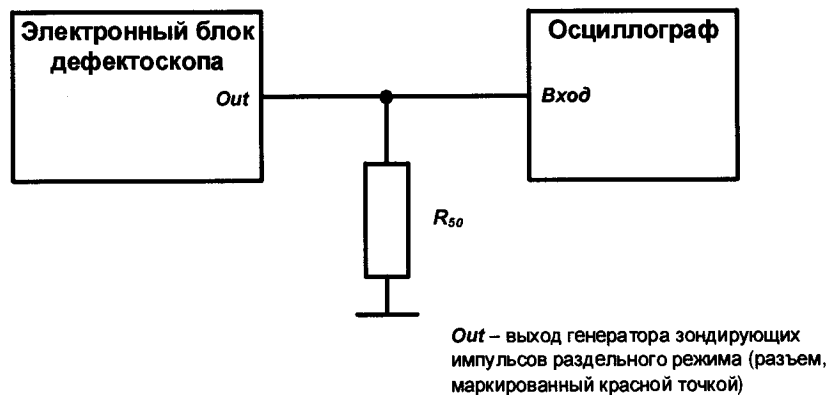 Электронный блок
дефектоскопа
Out
Осциллограф
Вход
R50
Out – выход генератора зондирующих
импульсов раздельного режима (разъем,
маркированный красной точкой)